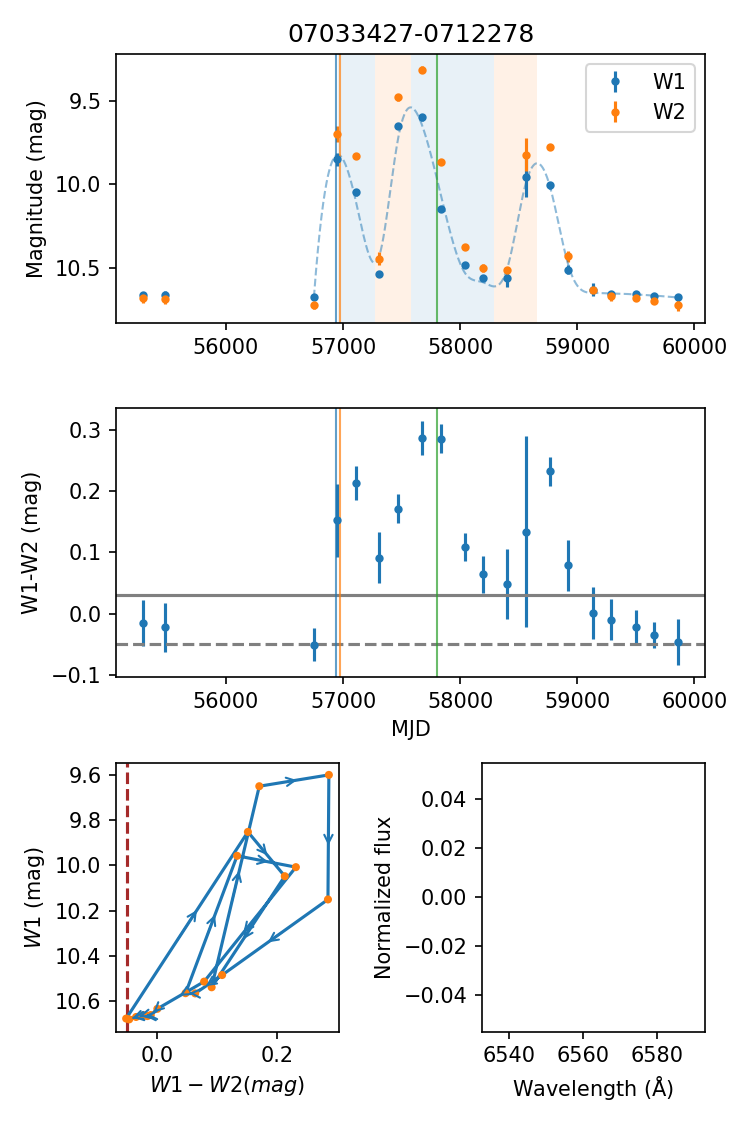 07033427-0712278
Magnitude (mag)
9.5
10.0
10.5
W1
W2
56000 57000 58000 59000 60000
W1-W2 (mag)
0.3
0.2
0.1
0.0
−0.1
56000 57000 58000 59000 60000
MJD
W1 (mag)
9.6
9.8
10.0
10.2
10.4
10.6
0.0 0.2
W1 − W2(mag)
Normalized flux
0.04
0.02
0.00
−0.02
−0.04
6540 6560 6580
Wavelength (Å)